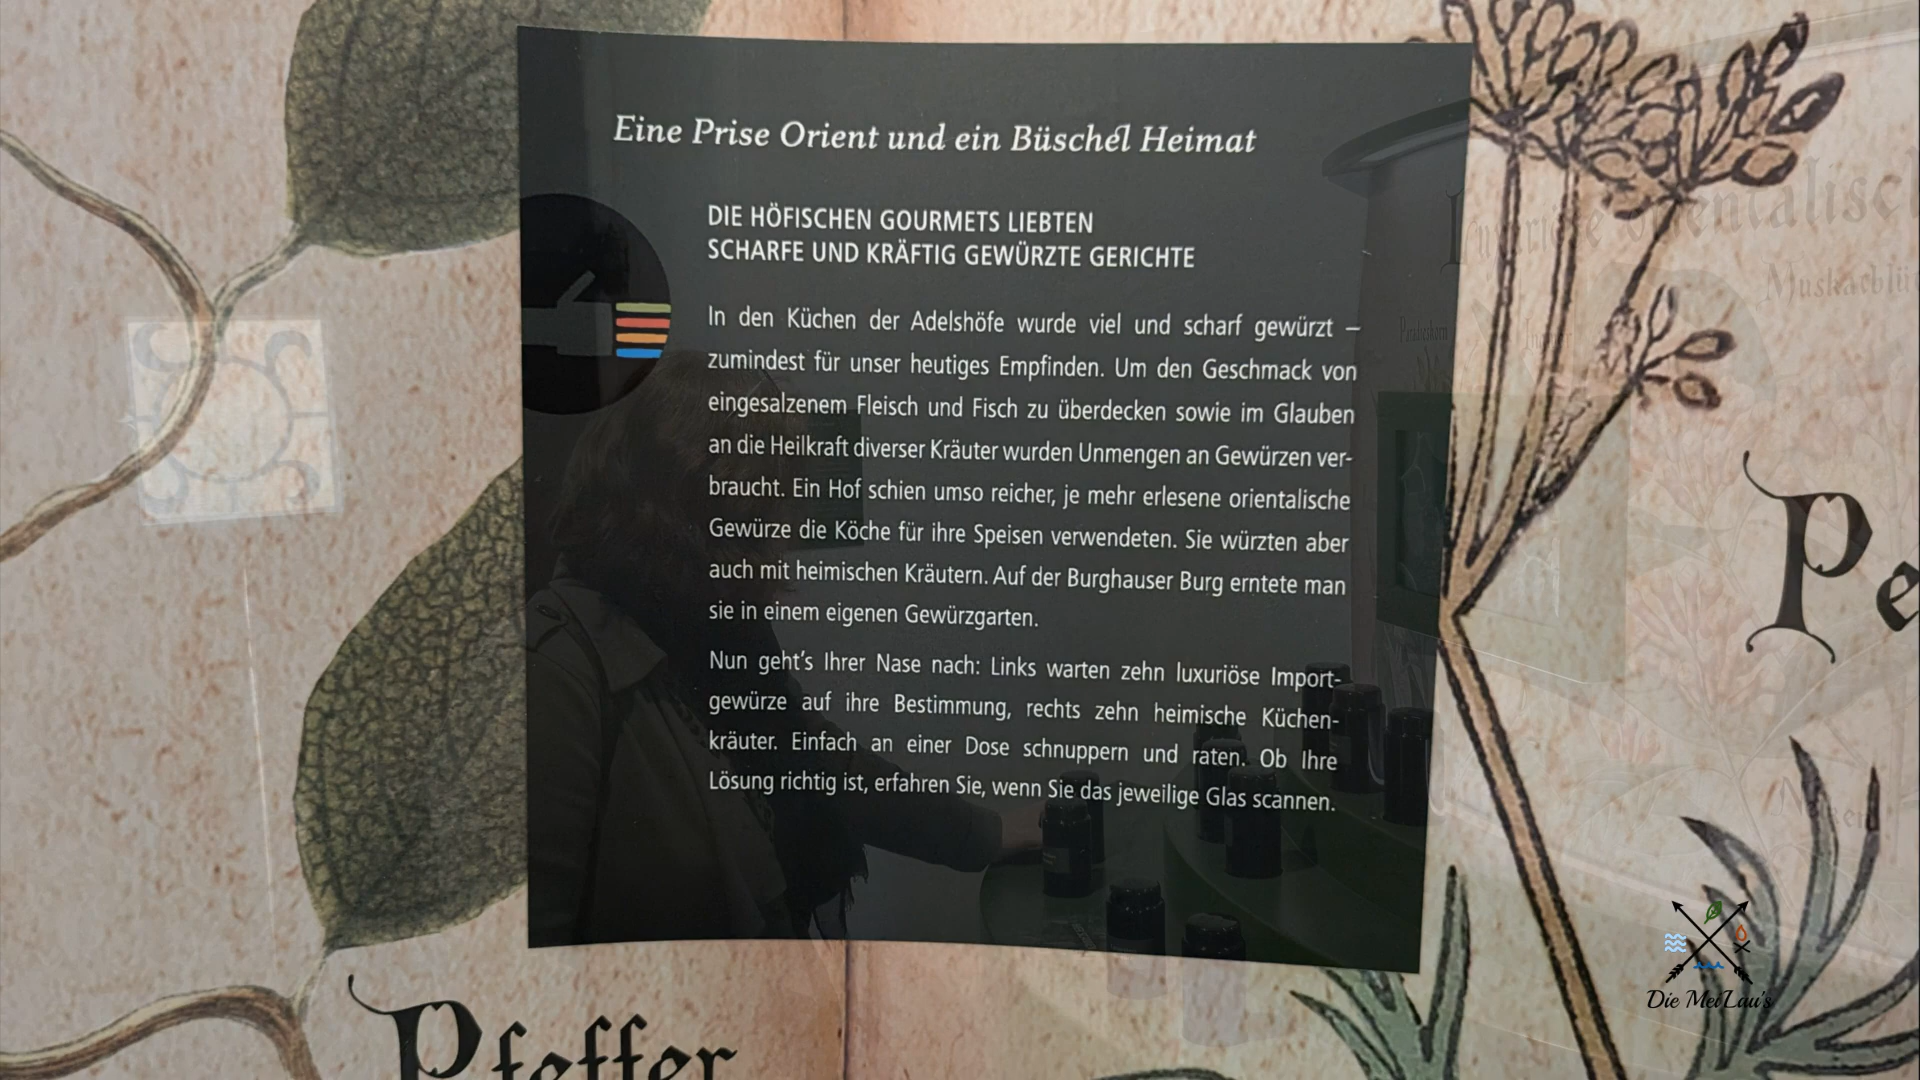 Eine Prise Orient und ein Büschel Heimat
DIE HÖFISCHEN GOURMETS LIEBTEN
SCHARFE UND KRÄFTIG GEWÜRZTE GERICHTE
In den Küchen der Adelshöfe wurde viel und scharf gewürzt –
zumindest für unser heutiges Empfinden. Um den Geschmack von
eingesalzenem Fleisch und Fisch zu überdecken sowie im Glauben
an die Heilkraft diverser Kräuter wurden Unmengen an Gewürzen ver-
braucht. Ein Hof schien umso reicher, je mehr erlesene orientalische
Gewürze die Köche für ihre Speisen verwendeten. Sie würzten aber
auch mit heimischen Kräutern. Auf der Burghauser Burg erntete man
sie in einem eigenen Gewürzgarten.
Nun geht's Ihrer Nase nach: Links warten zehn luxuriöse Import-
gewürze auf ihre Bestimmung, rechts zehn heimische Küchen-
kräuter. Einfach an einer Dose schnuppern und raten. Ob Ihre
Lösung richtig ist, erfahren Sie, wenn Sie das jeweilige Glas scannen.
Pe
Pfeffer
Die MeiLau's